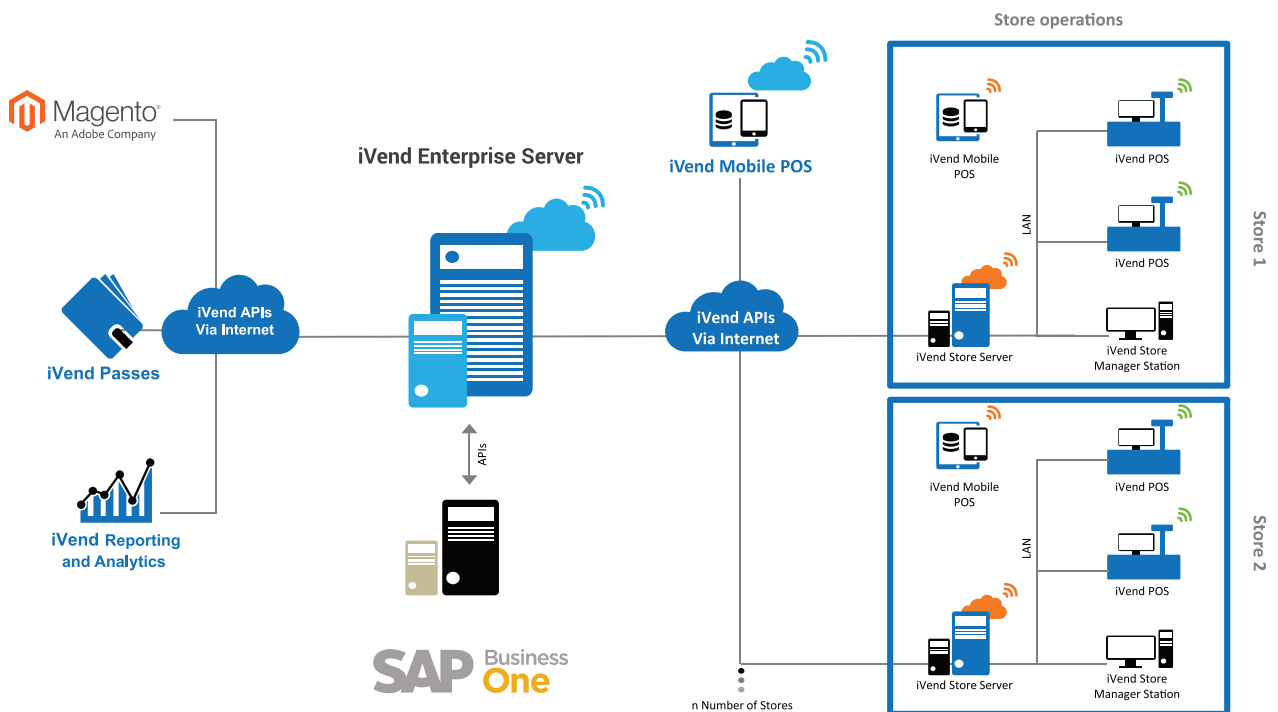 Store operations
Magento®
An Adobe Company
iVend Enterprise Server
iVend Mobile POS
iVend APIs
Via Internet
iVend Passes
iVend Reporting
and Analytics
APIs
SAP Business
One
iVend APIs
Via Internet
n Number of Stores
iVend Mobile
POS
iVend POS
LAN
iVend POS
iVend Store Server
iVend Store
Manager Station
Store 1
iVend Mobile
POS
iVend POS
LAN
iVend POS
iVend Store Server
iVend Store
Manager Station
Store 2